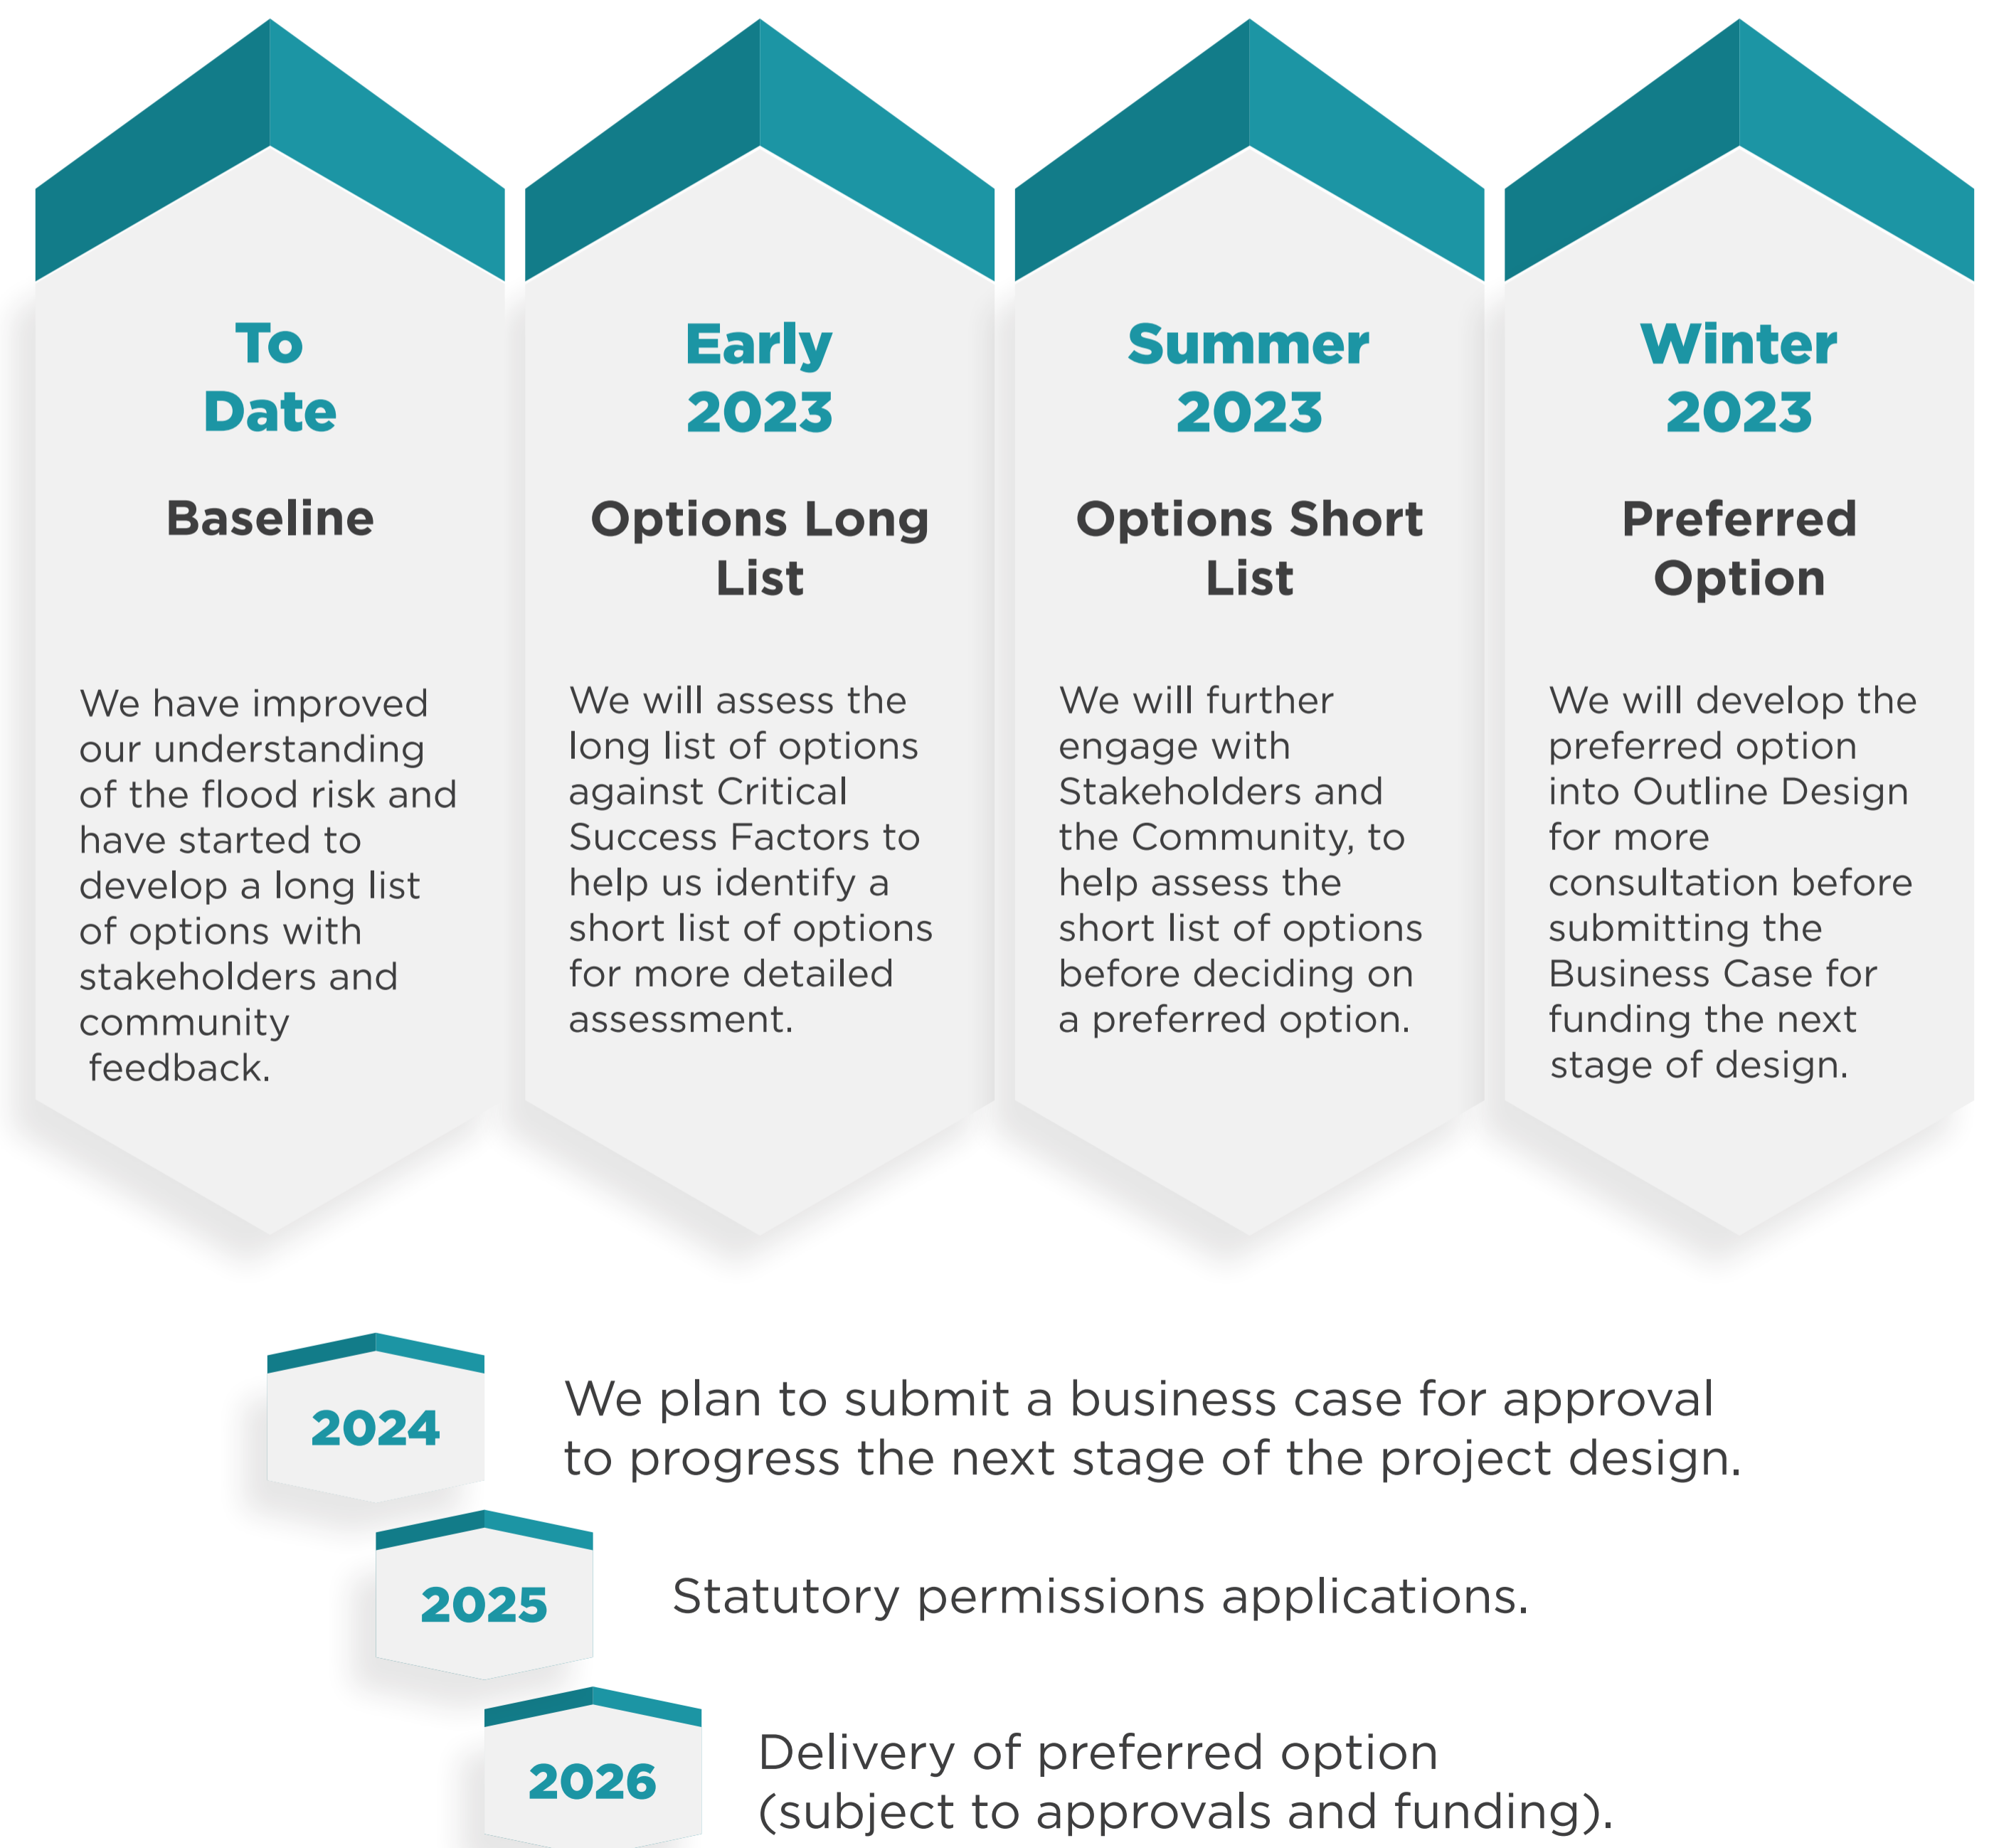 To
Date
Baseline
We have improved
our understanding
of the flood risk and
have started to
develop a long list
of options with
stakeholders and
community
feedback.
Early
2023
Options Long
List
We will assess the
long list of options
against Critical
Success Factors to
help us identify a
short list of options
for more detailed
assessment.
Summer
2023
Options Short
List
We will further
engage with
Stakeholders and
the Community, to
help assess the
short list of options
before deciding on
a preferred option.
Winter
2023
Preferred
Option
We will develop the
preferred option
into Outline Design
for more
consultation before
submitting the
Business Case for
funding the next
stage of design.
2024
We plan to submit a business case for approval
to progress the next stage of the project design.
2025
Statutory permissions applications.
2026
Delivery of preferred option
(subject to approvals and funding).